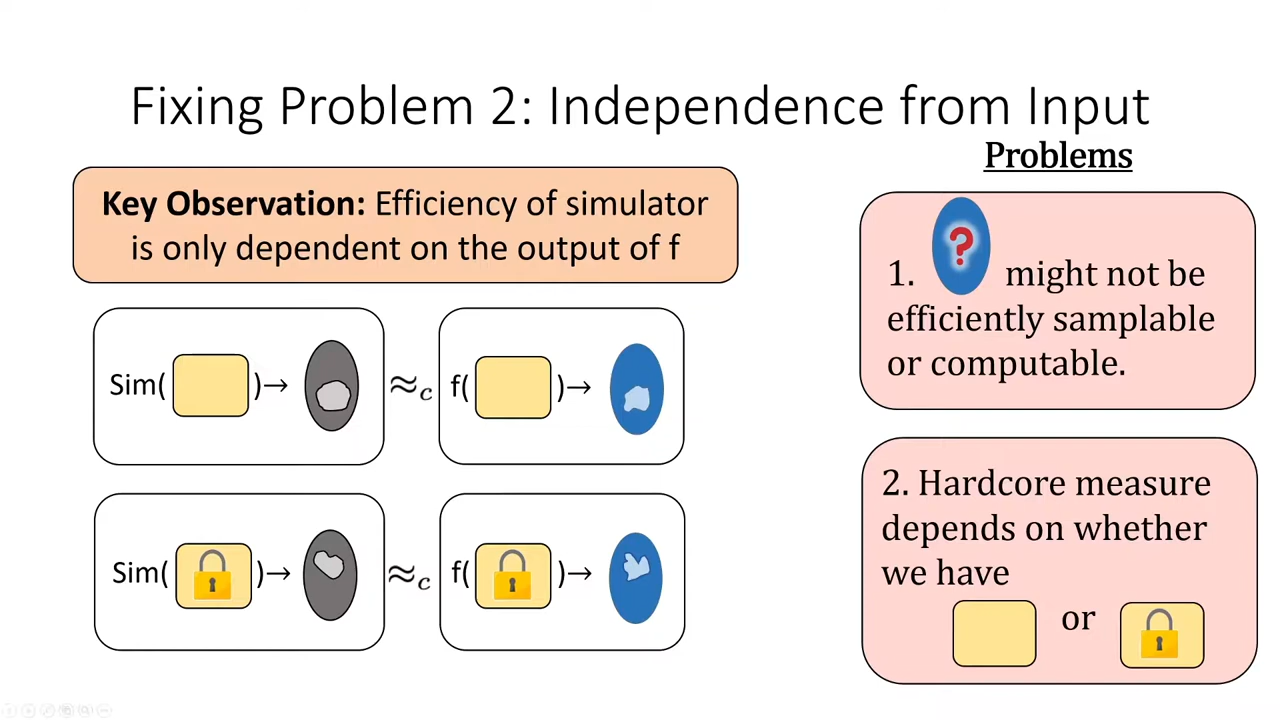 Fixing Problem 2: Independence from Input
Key Observation: Efficiency of simulator
is only dependent on the output of f
Sim( )→ ≈c f( )→
Sim( )→ ≈c f( )→
Problems
?
1. might not be
efficiently samplable
or computable.
2. Hardcore measure
depends on whether
we have
or